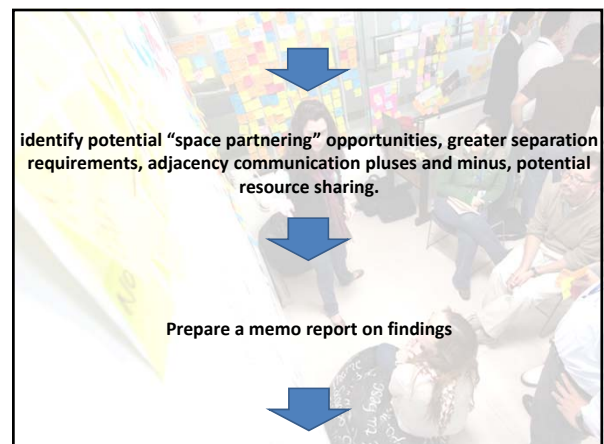 identify potential “space partnering” opportunities, greater separation
requirements, adjacency communication pluses and minus, potential
resource sharing.
Prepare a memo report on findings